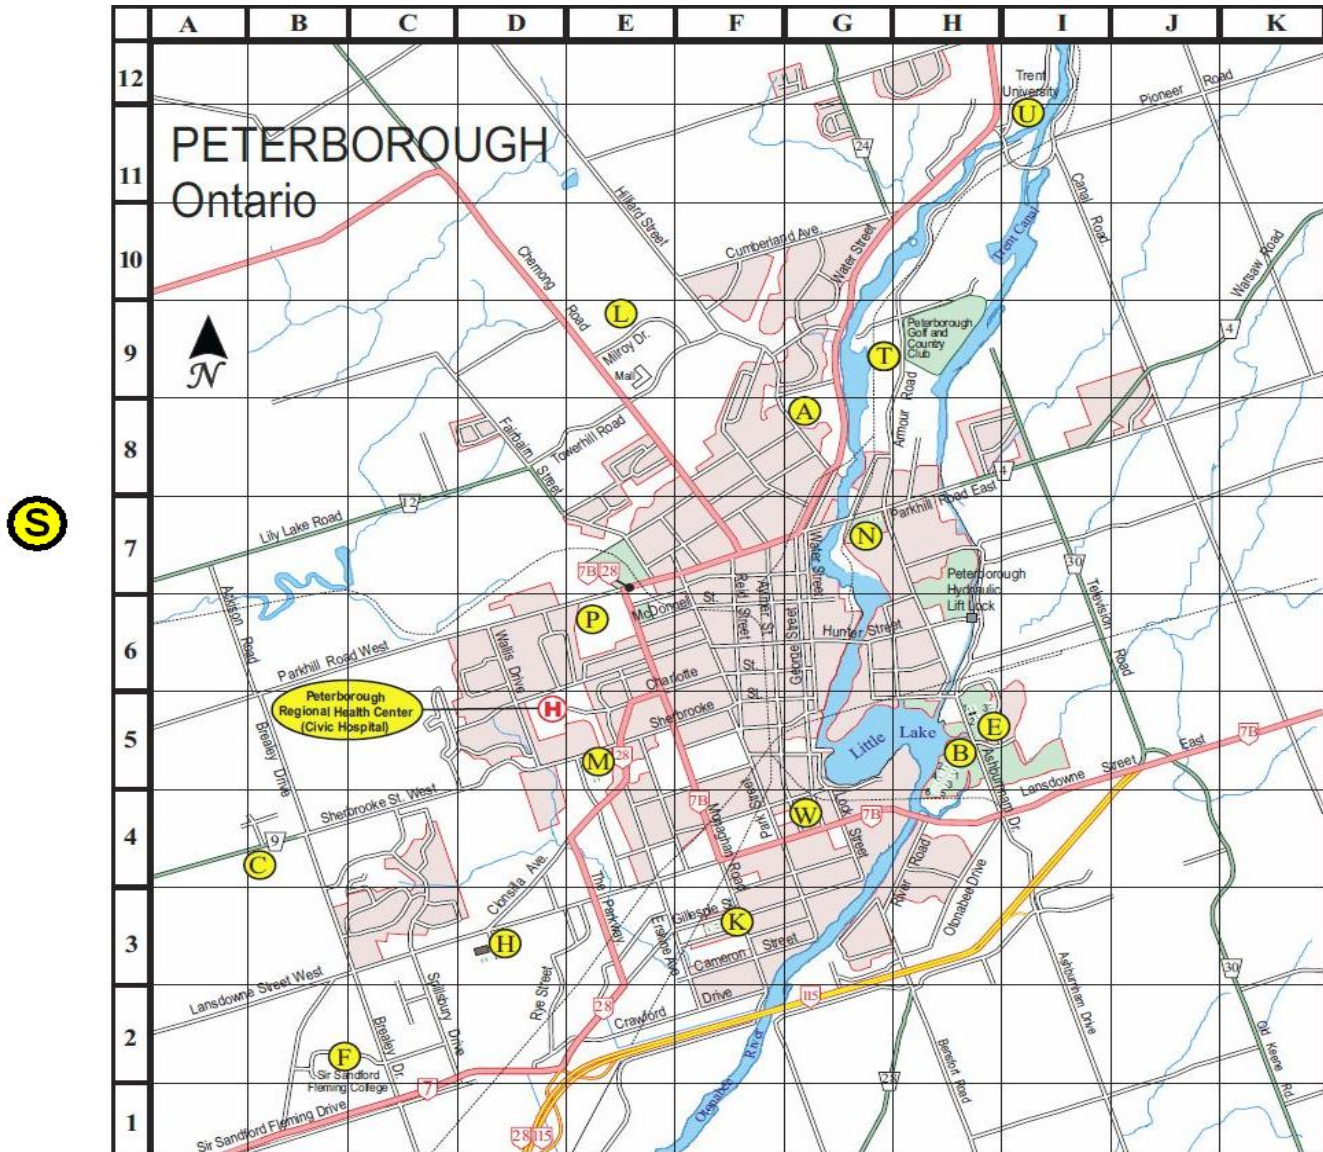 A B C D E F G H I J K
12
11
10
9
8
7
6
5
4
3
2
1
PETERBOROUGH
Ontario
N
S
Trent
University
U
Pioneer Road
24
Hilliard Street
Canal Road
Cumberland Ave
Water Street
Trent Canal
Warsaw Road
Chemong Road
L
Milroy Dr.
Mall
T
Peterborough
Golf and
Country
Club
4
A
Armour Road
Fairbairn Street
Towerhill Road
4
12
Lily Lake Road
Parkhill Road East
N
Water Street
7B 28
30
Television Road
Peterborough
Hydraulic
Lift Lock
Ackison Road
P
McDonnel St.
Reid Street
Aylmer St.
George Street
Hunter Street
Wallis Drive
Parkhill Road West
Charlotte St.
Peterborough
Regional Health Center
(Civic Hospital)
H
Sherbrooke St.
Little Lake
B
E
7B
East
M
28
Brealey Drive
Ashburnham Dr.
Lansdowne Street
Sherbrooke St. West
7B
Park Street
Monaghan Road
W
Lock Street
7B
9
C
River Road
Otonabee Drive
Clonsilla Ave.
The Parkway
Gillespie S
K
H
Erskine Ave
Cameron Street
Ashburnham Drive
30
Lansdowne Street West
Spillsbury Drive
Rye Street
28
Crawford Drive
115
Brealey Dr.
F
Sir Sandford
Fleming College
Otonabee River
Bensfort Road
Old Keene Rd
28
7
Sir Sandford Fleming Drive
28 115